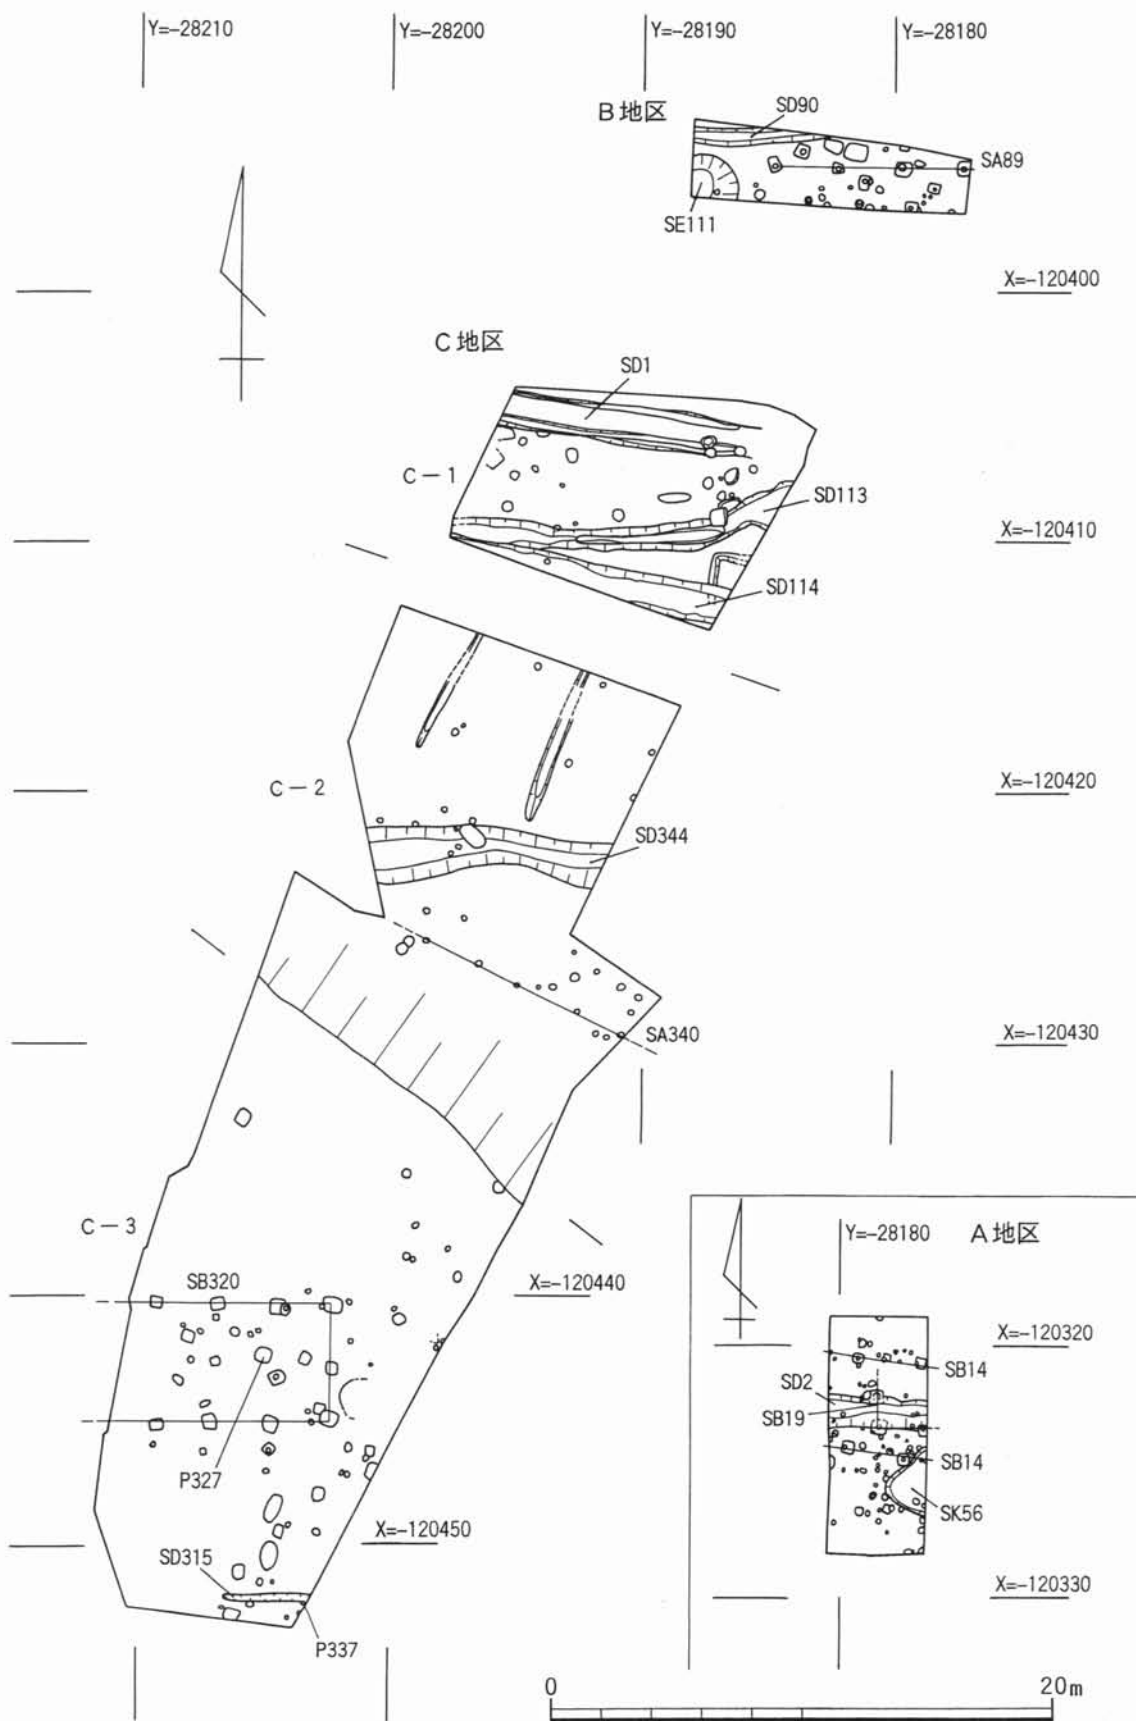 Y=-28210
Y=-28200
Y=-28190
Y=-28180
B地区
SD90
SA89
SE111
X=-120400
C地区
SD1
C-1
SD113
X=-120410
SD114
C-2
X=-120420
SD344
SA340
X=-120430
C-3
SB320
X=-120440
P327
X=-120450
SD315
P337
Y=-28180
A地区
X=-120320
SB14
SD2
SB19
SB14
SK56
X=-120330
0
20m